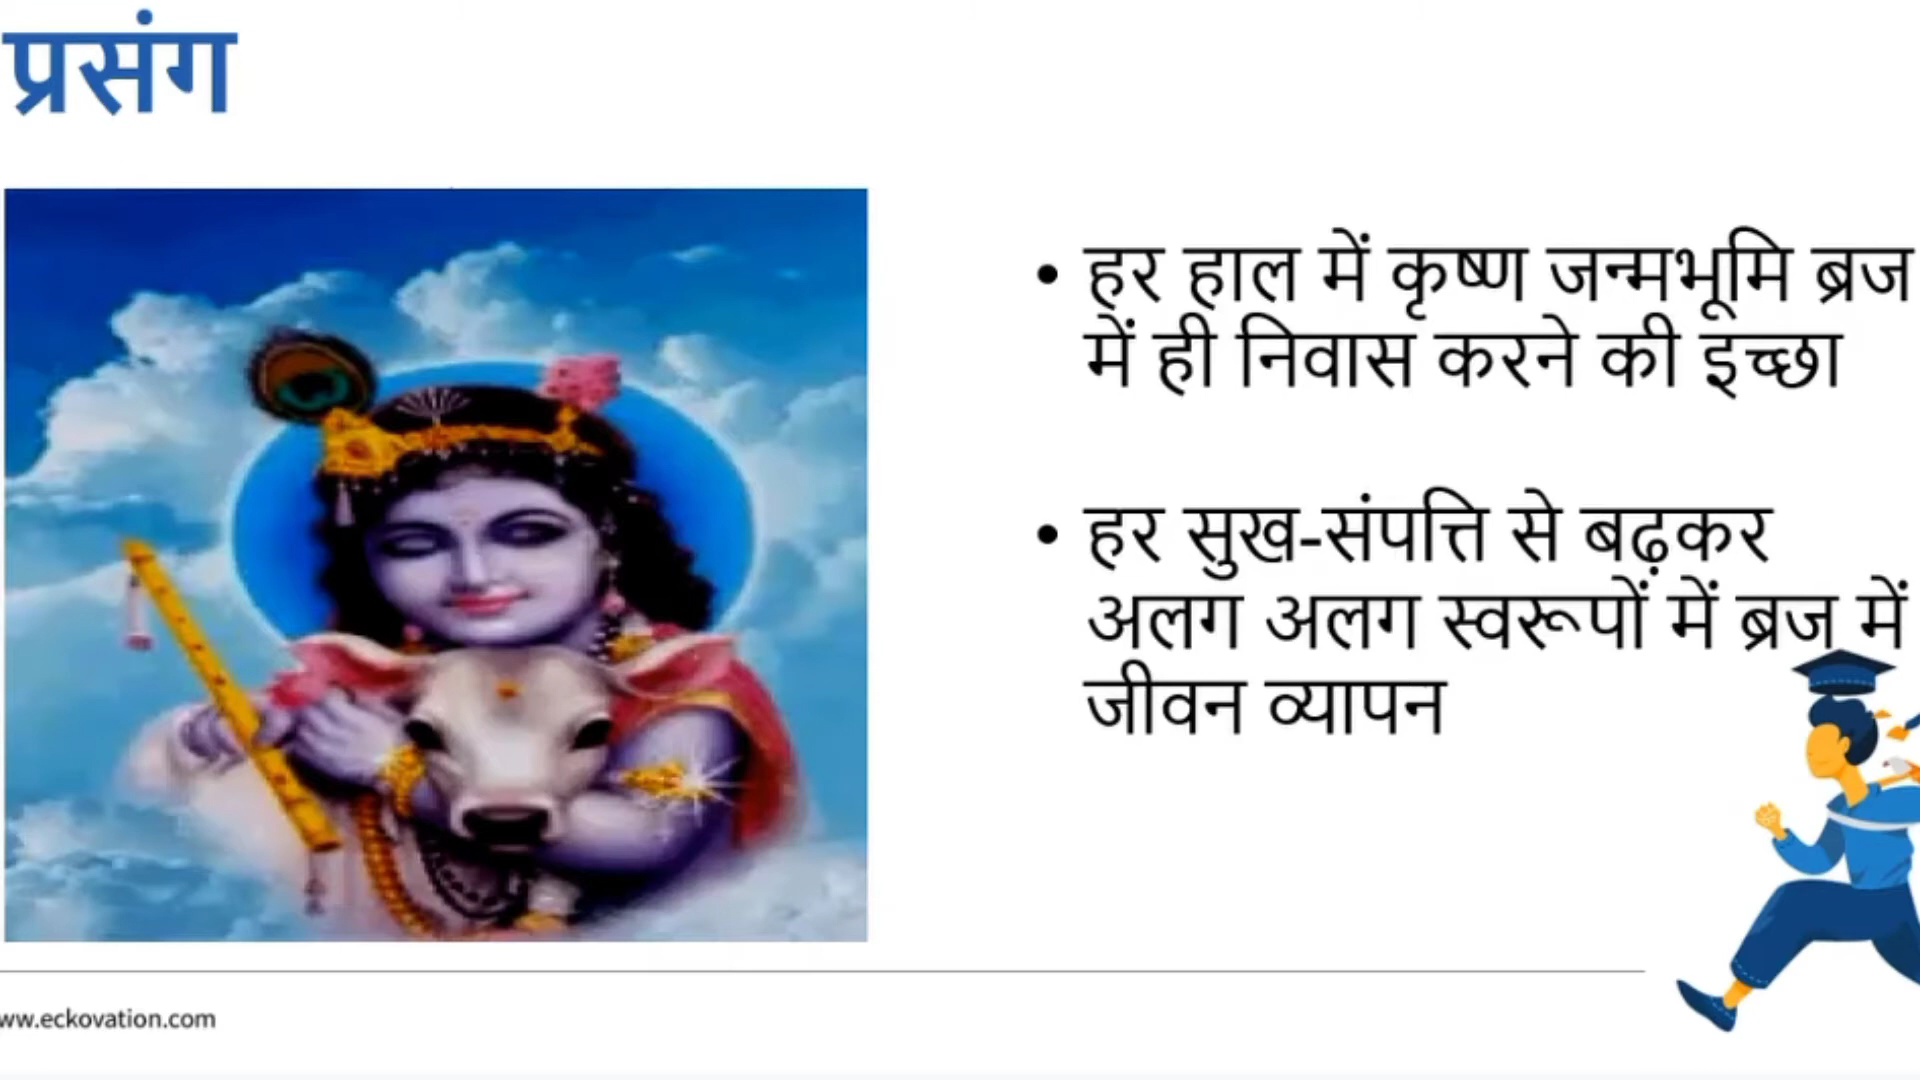 प्रसंग
• हर हाल में कृष्ण जन्मभूमि ब्रज
में ही निवास करने की इच्छा
• हर सुख-संपत्ति से बढ़कर
अलग अलग स्वरूपों में ब्रज में
जीवन व्यापन
ww.eckovation.com